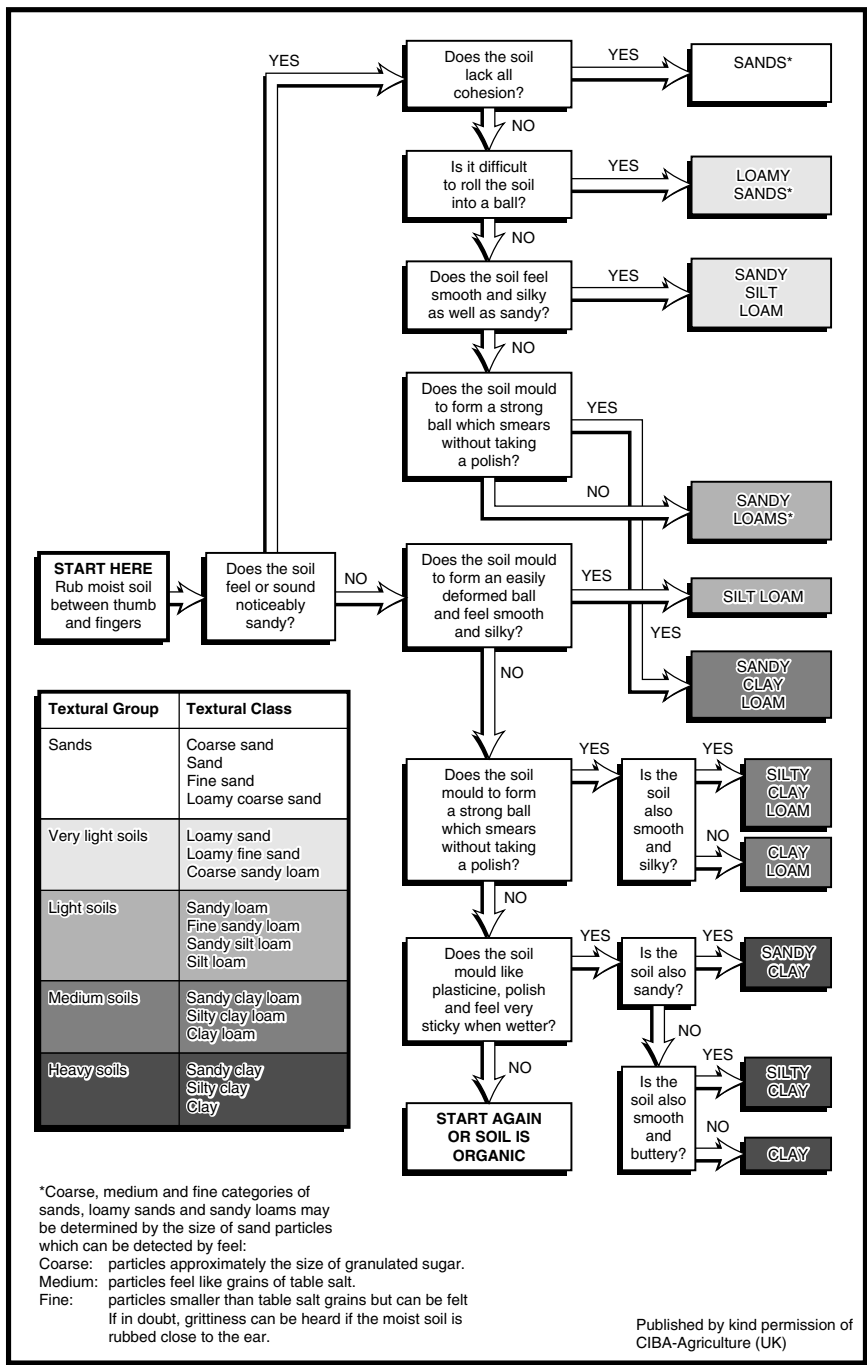 YES
Does the soil
lack all
cohesion?
YES
SANDS*
NO
Is it difficult
to roll the soil
into a ball?
YES
LOAMY
SANDS*
NO
Does the soil feel
smooth and silky
as well as sandy?
YES
SANDY
SILT
LOAM
NO
Does the soil mould
to form a strong
ball which smears
without taking
a polish?
YES
NO
SANDY
LOAMS*
START HERE
Rub moist soil
between thumb
and fingers
Does the soil
feel or sound
noticeably
sandy?
NO
Does the soil mould
to form an easily
deformed ball
and feel smooth
and silky?
YES
SILT LOAM
YES
SANDY
CLAY
LOAM
NO
Does the soil
mould to form
a strong ball
which smears
without taking
a polish?
YES
Is the
soil
also
smooth
and
silky?
YES
SILTY
CLAY
LOAM
NO
CLAY
LOAM
NO
Does the soil
mould like
plasticine, polish
and feel very
sticky when wetter?
YES
Is the
soil also
sandy?
YES
SANDY
CLAY
NO
Is the
soil also
smooth
and
buttery?
YES
SILTY
CLAY
NO
CLAY
NO
START AGAIN
OR SOIL IS
ORGANIC
Textural Group Textural Class
Sands Coarse sand
Sand
Fine sand
Loamy coarse sand
Very light soils Loamy sand
Loamy fine sand
Coarse sandy loam
Light soils Sandy loam
Fine sandy loam
Sandy silt loam
Silt loam
Medium soils Sandy clay loam
Silty clay loam
Clay loam
Heavy soils Sandy clay
Silty clay
Clay
*Coarse, medium and fine categories of
sands, loamy sands and sandy loams may
be determined by the size of sand particles
which can be detected by feel:
Coarse: particles approximately the size of granulated sugar.
Medium: particles feel like grains of table salt.
Fine: particles smaller than table salt grains but can be felt
If in doubt, grittiness can be heard if the moist soil is
rubbed close to the ear.
Published by kind permission of
CIBA-Agriculture (UK)